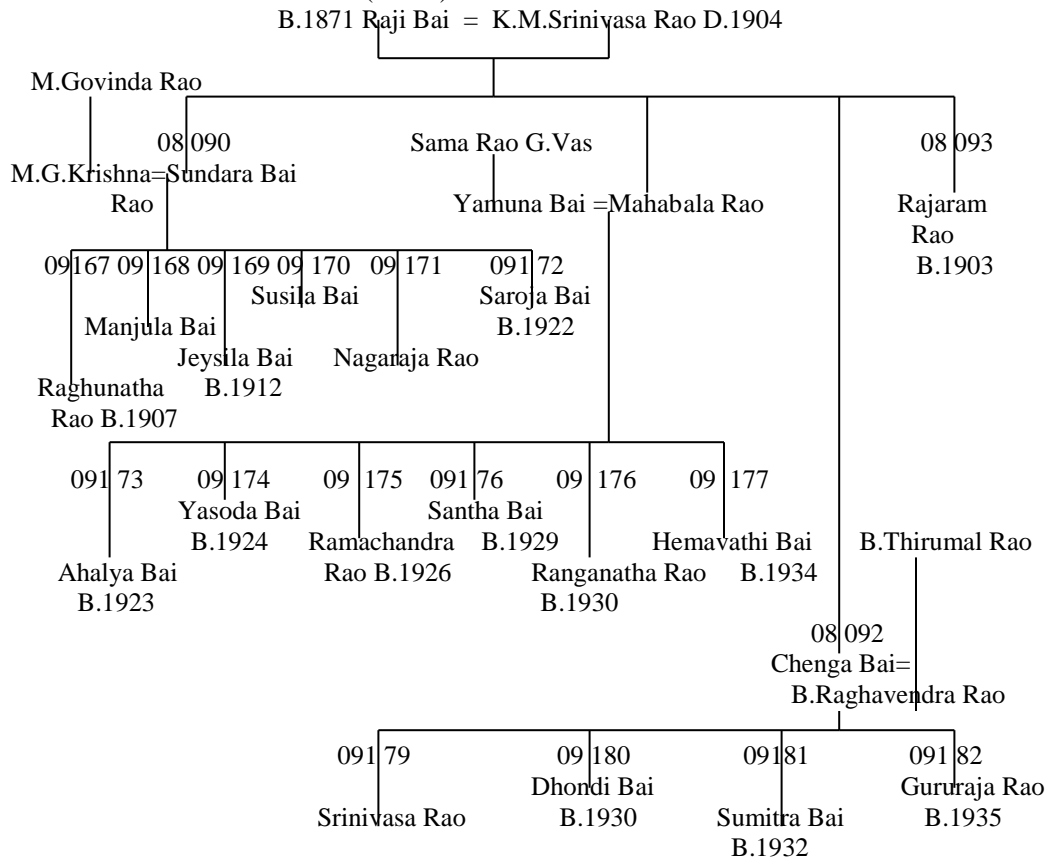 B.1871 Raji Bai = K.M.Srinivasa Rao D.1904
M.Govinda Rao
08 090
Sama Rao G.Vas
08 093
M.G.Krishna=Sundara Bai
Rao
Yamuna Bai =Mahabala Rao
Rajaram
Rao
B.1903
09167 09 168 09 169 09 170 09 171 091 72
Susila Bai
Saroja Bai
B.1922
Manjula Bai
Jeysila Bai
B.1912
Nagaraja Rao
Raghunatha
Rao B.1907
091 73 09 174 09 175 091 76 09 176 09 177
Yasoda Bai
B.1924
Santha Bai
B.1929
Ramachandra
Rao B.1926
Hemavathi Bai
B.1934
B.Thirumal Rao
Ahalya Bai
B.1923
Ranganatha Rao
B.1930
08 092
Chenga Bai=
B.Raghavendra Rao
091 79 09 180 09181 091 82
Dhondi Bai
B.1930
Gururaja Rao
B.1935
Srinivasa Rao
Sumitra Bai
B.1932